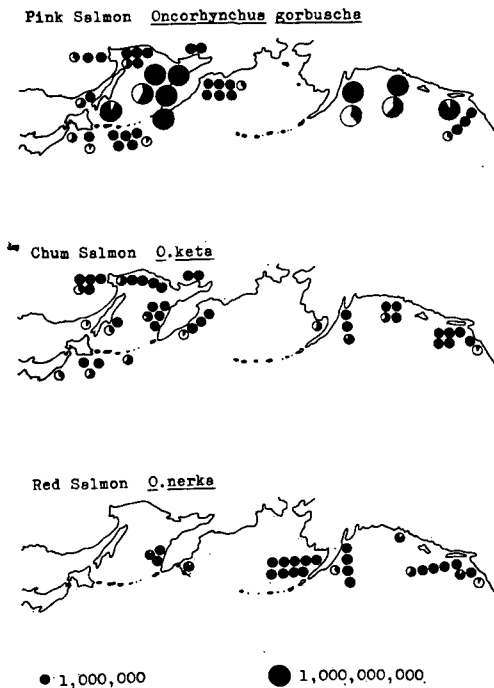 Pink Salmon Oncorhynchus gorbuscha
Chum Salmon O.keta
Red Salmon O.nerka
1,000,000
1,000,000,000